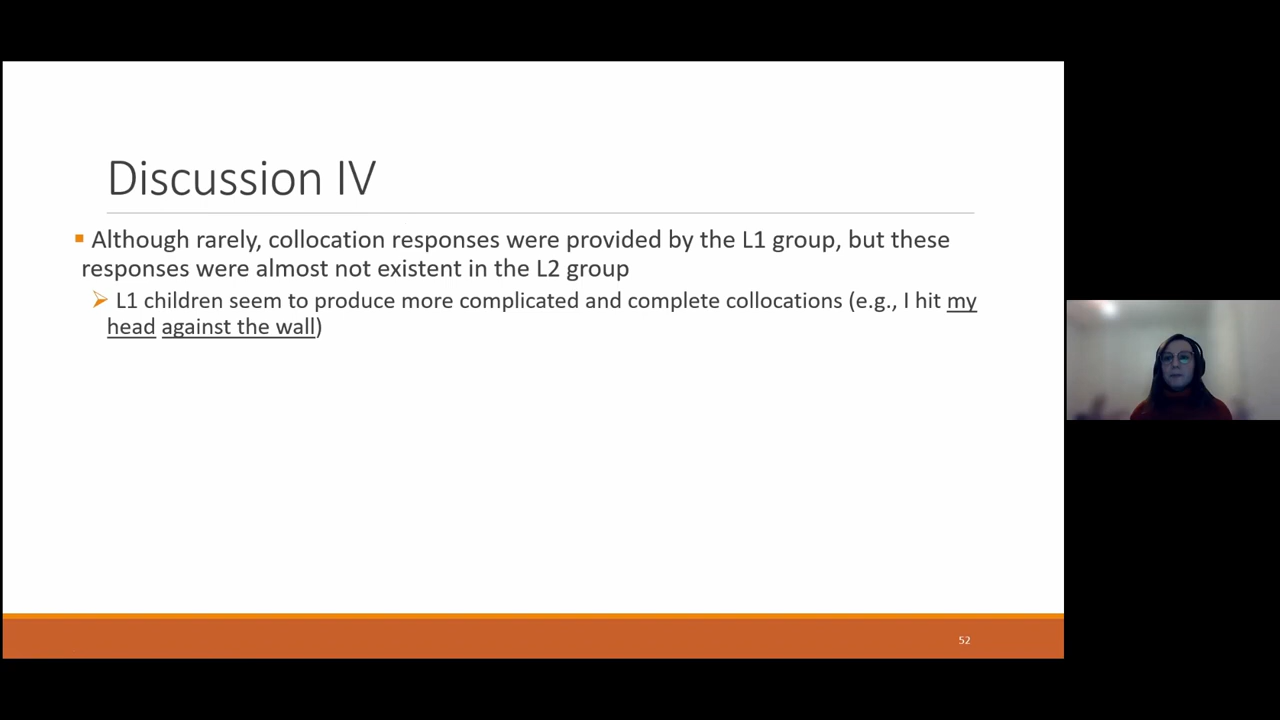 Discussion IV
Although rarely, collocation responses were provided by the L1 group, but these
responses were almost not existent in the L2 group
L1 children seem to produce more complicated and complete collocations (e.g., I hit my
head against the wall)
52